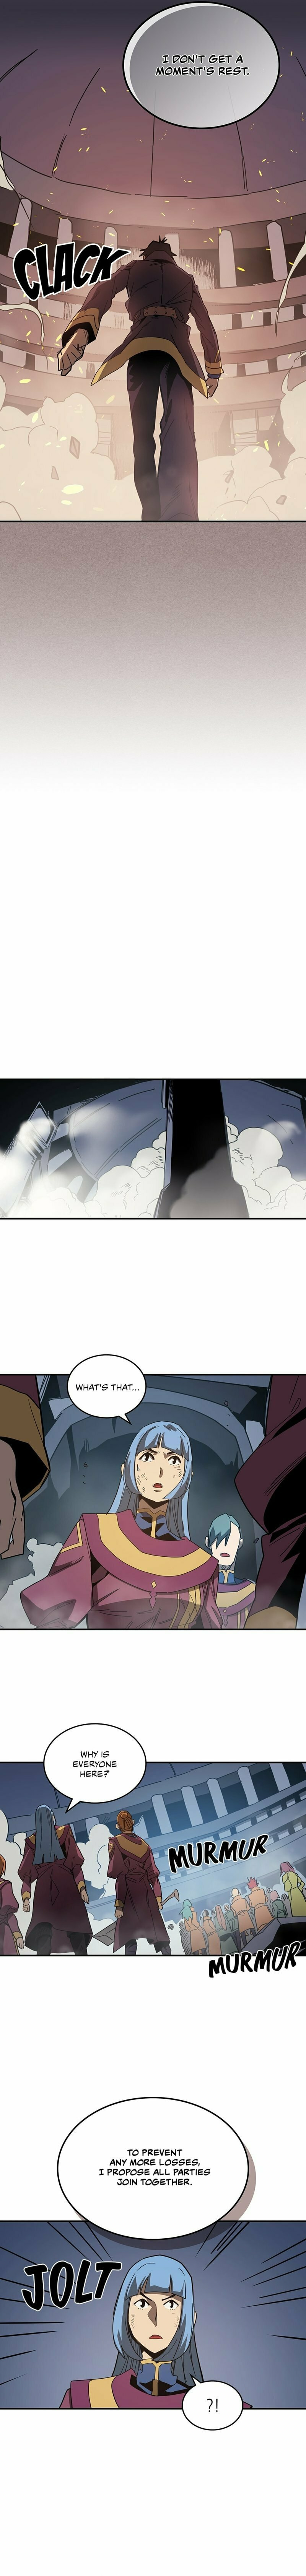 I DON'T GET A
MOMENT'S REST.
CLACK
WHAT'S THAT...
WHY IS
EVERYONE
HERE?
MURMUR
MURMUR
TO PREVENT
ANY MORE LOSSES,
I PROPOSE ALL PARTIES
JOIN TOGETHER.
JOLT
?!